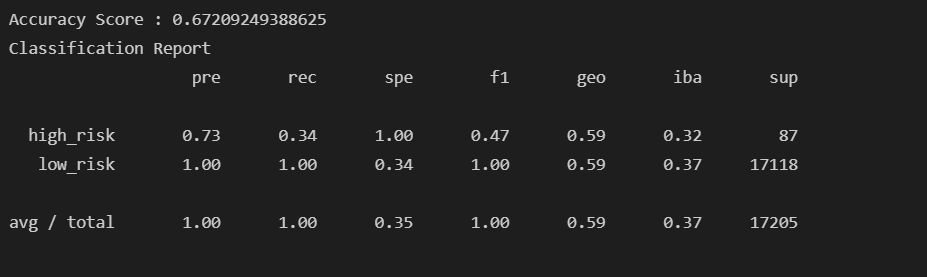 Accuracy Score : 0.67209249388625
Classification Report
pre rec spe f1 geo iba sup
high_risk 0.73 0.34 1.00 0.47 0.59 0.32 87
low_risk 1.00 1.00 0.34 1.00 0.59 0.37 17118
avg / total 1.00 1.00 0.35 1.00 0.59 0.37 17205